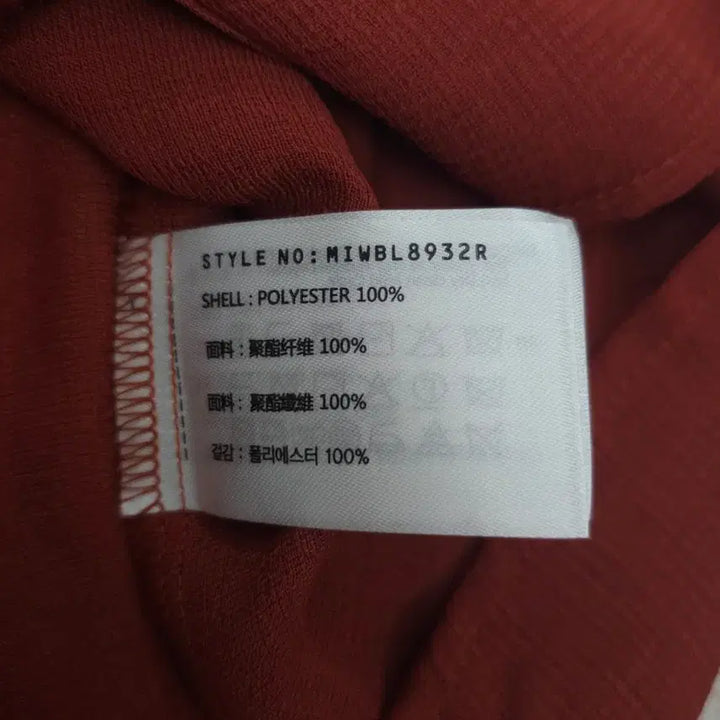 STYLE NO: MIWBL8932R
SHELL : POLYESTER 100%
面料 : 聚酯纤维 100%
面料 : 聚酯纖維 100%
겉감 : 폴리에스터 100%